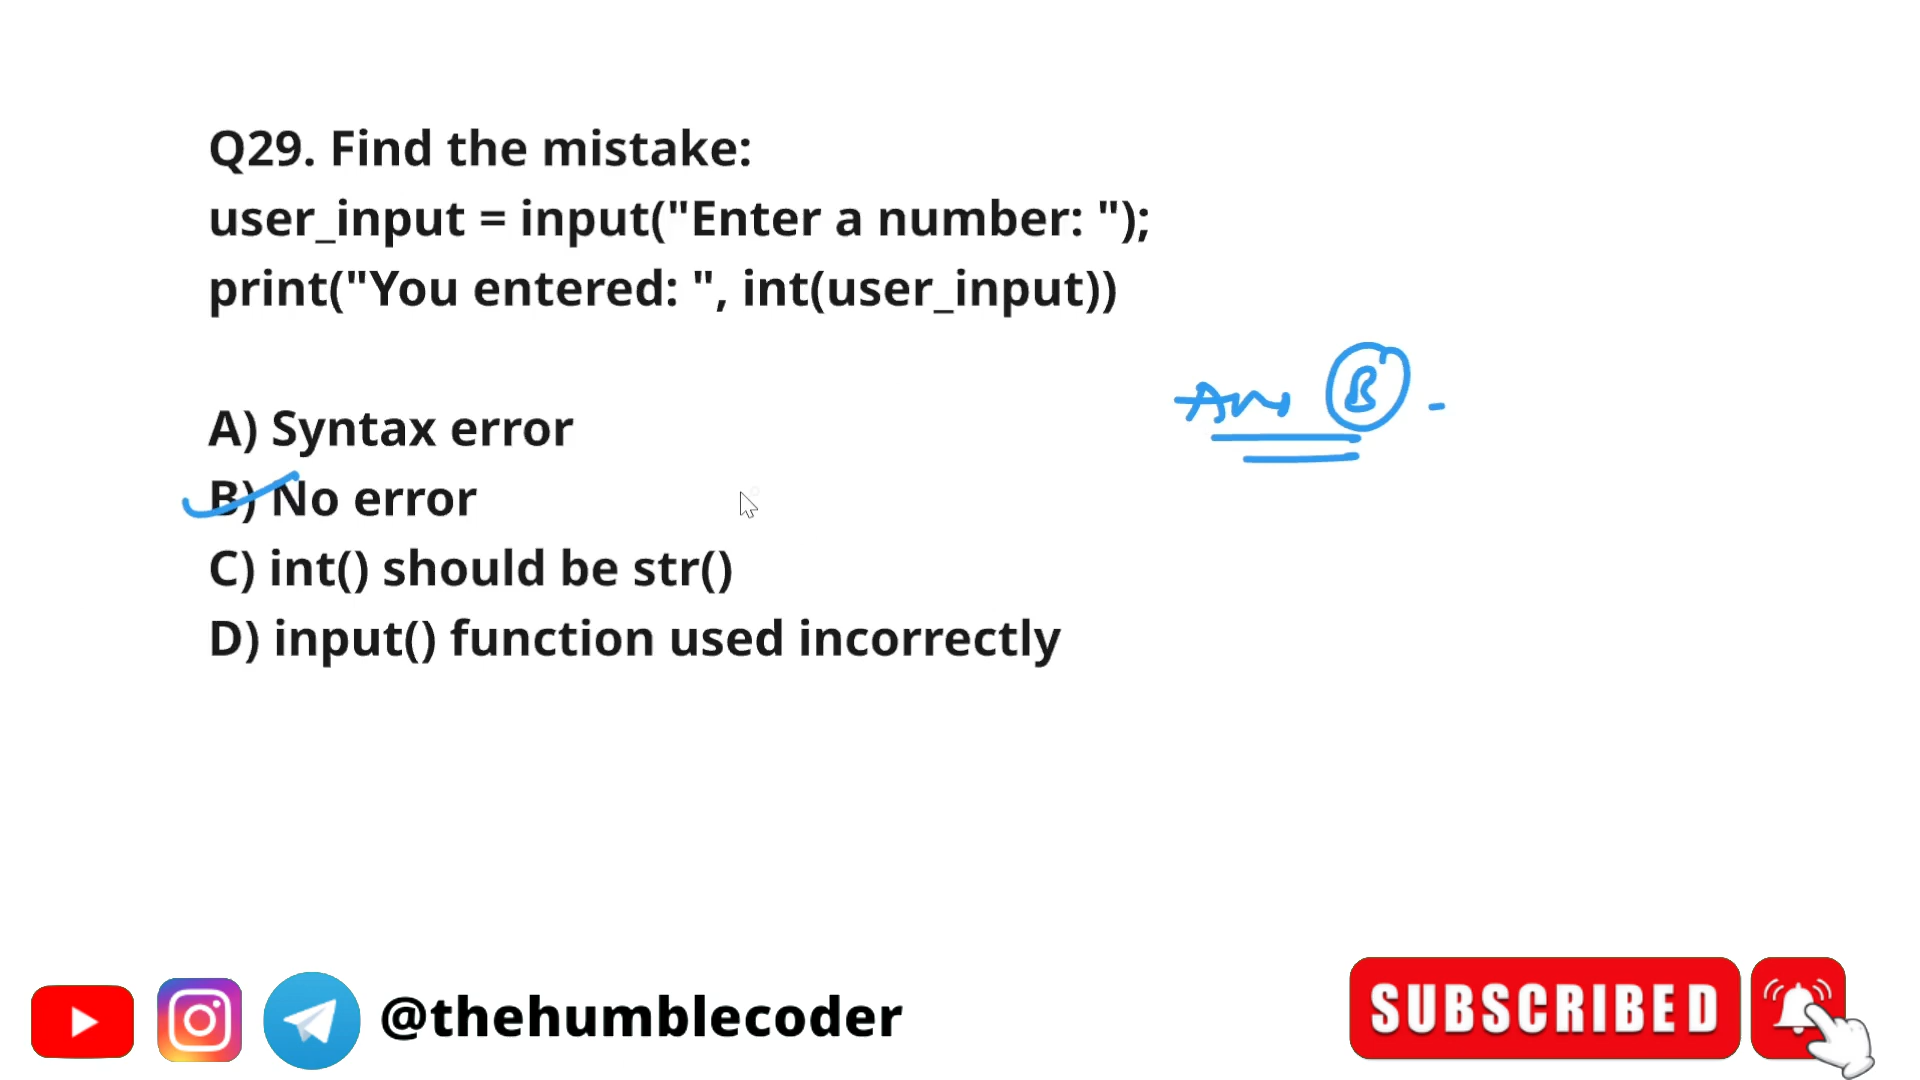 Q29. Find the mistake:
user_input = input("Enter a number: ");
print("You entered: ", int(user_input))
Ans B -
A) Syntax error
B) No error
C) int() should be str()
D) input() function used incorrectly
@thehumblecoder
SUBSCRIBED